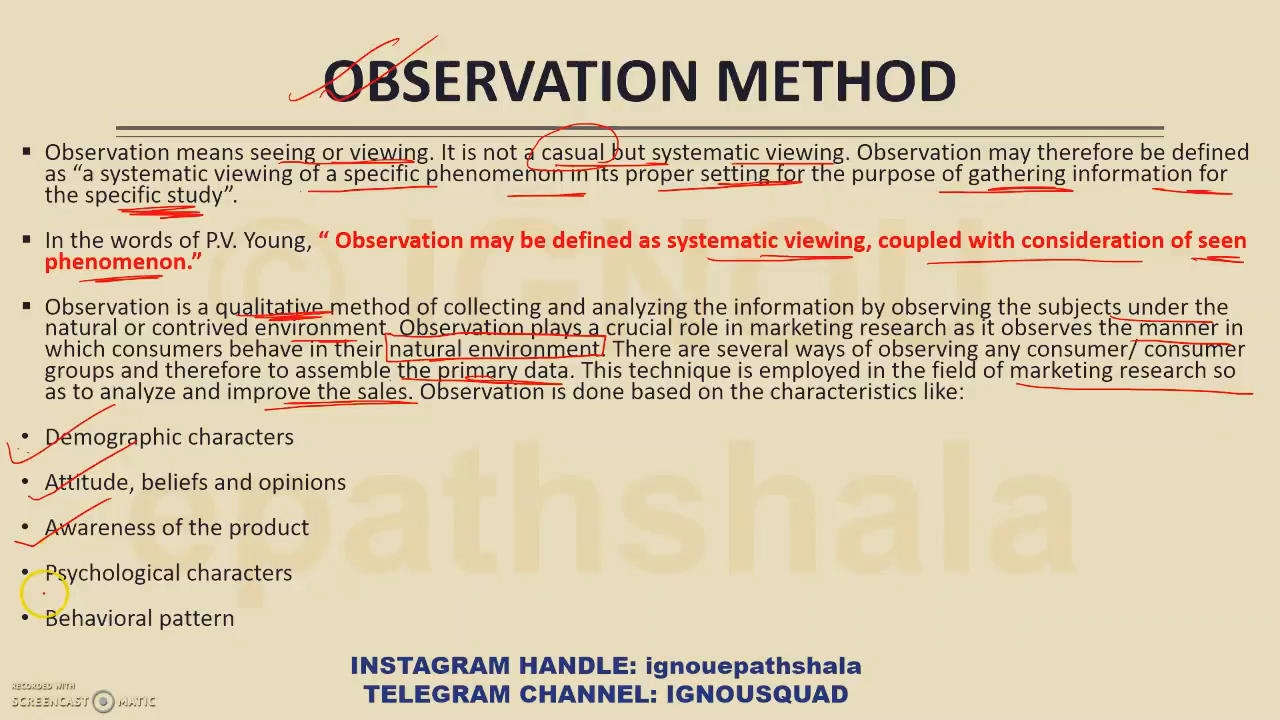 OBSERVATION METHOD
▪ Observation means seeing or viewing. It is not a casual but systematic viewing. Observation may therefore be defined
as “a systematic viewing of a specific phenomenon in its proper setting for the purpose of gathering information for
the specific study”.
▪ In the words of P.V. Young, “ Observation may be defined as systematic viewing, coupled with consideration of seen
phenomenon.”
▪ Observation is a qualitative method of collecting and analyzing the information by observing the subjects under the
natural or contrived environment. Observation plays a crucial role in marketing research as it observes the manner in
which consumers behave in their natural environment. There are several ways of observing any consumer/ consumer
groups and therefore to assemble the primary data. This technique is employed in the field of marketing research so
as to analyze and improve the sales. Observation is done based on the characteristics like:
• Demographic characters
• Attitude, beliefs and opinions
• Awareness of the product
• Psychological characters
• Behavioral pattern
© IGNOU
epathshala
INSTAGRAM HANDLE: ignouepathshala
TELEGRAM CHANNEL: IGNOUSQUAD
RECORDED WITH
SCREENCAST MATIC